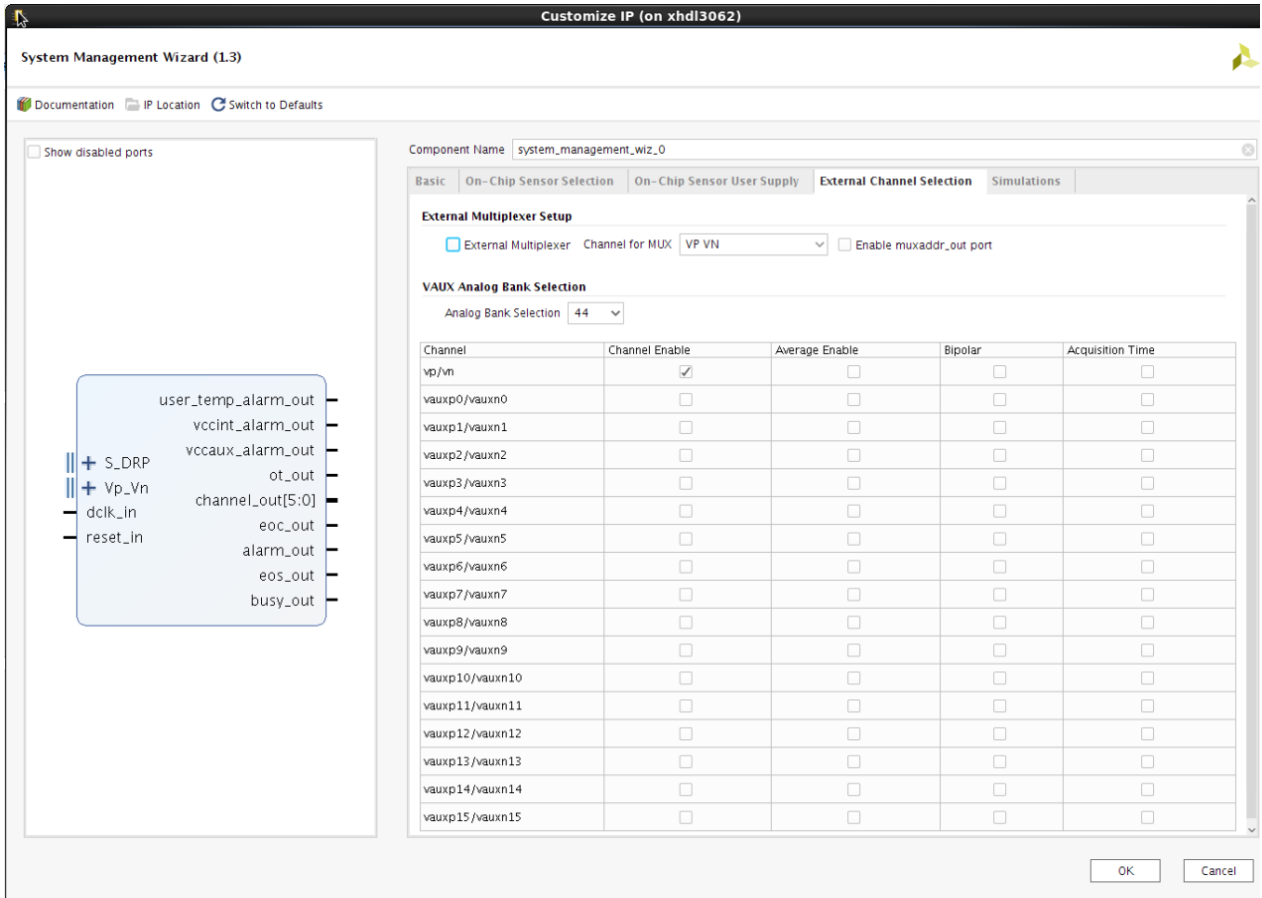 Customize IP (on xhdl3062)
System Management Wizard (1.3)
Documentation IP Location Switch to Defaults
Show disabled ports
user_temp_alarm_out
vccint_alarm_out
vccaux_alarm_out
S_DRP
ot_out
Vp_Vn
channel_out[5:0]
dclk_in
eoc_out
reset_in
alarm_out
eos_out
busy_out
Component Name system_management_wiz_0
Basic On-Chip Sensor Selection On-Chip Sensor User Supply External Channel Selection Simulations
External Multiplexer Setup
External Multiplexer Channel for MUX VP VN Enable muxaddr_out port
VAUX Analog Bank Selection
Analog Bank Selection 44
Channel Channel Enable Average Enable Bipolar Acquisition Time
vp/vn
vauxp0/vauxn0
vauxp1/vauxn1
vauxp2/vauxn2
vauxp3/vauxn3
vauxp4/vauxn4
vauxp5/vauxn5
vauxp6/vauxn6
vauxp7/vauxn7
vauxp8/vauxn8
vauxp9/vauxn9
vauxp10/vauxn10
vauxp11/vauxn11
vauxp12/vauxn12
vauxp13/vauxn13
vauxp14/vauxn14
vauxp15/vauxn15
OK Cancel